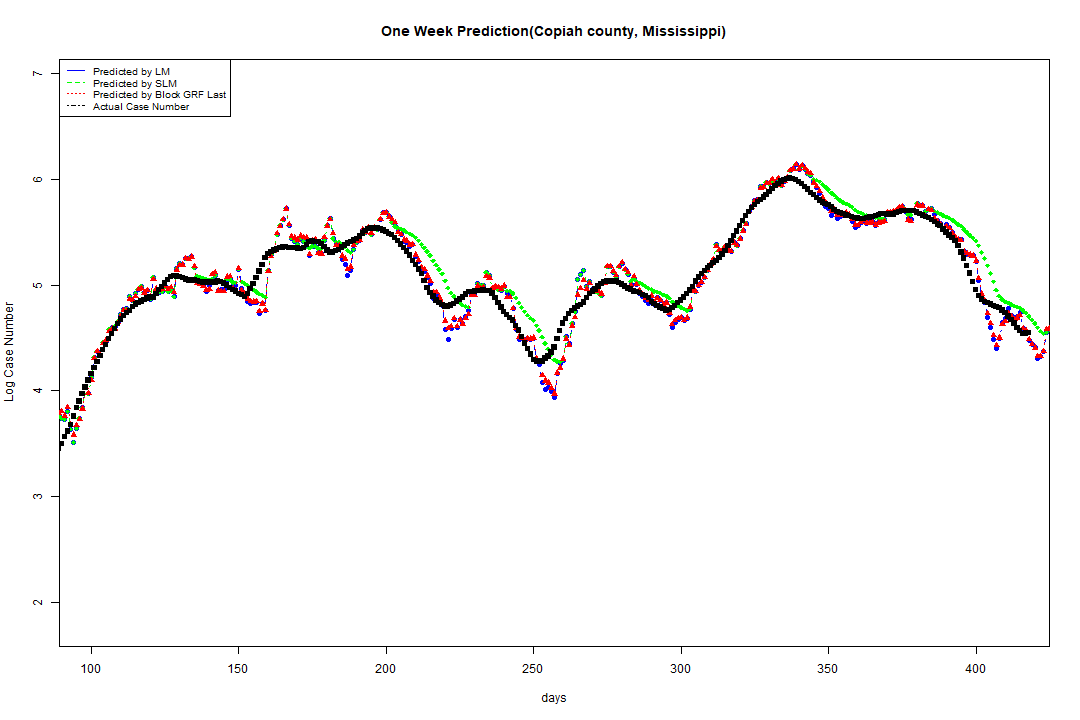 One Week Prediction(Copiah county, Mississippi)
Predicted by LM
Predicted by SLM
Predicted by Block GRF Last
Actual Case Number
7
6
5
4
3
2
Log Case Number
100 150 200 250 300 350 400
days